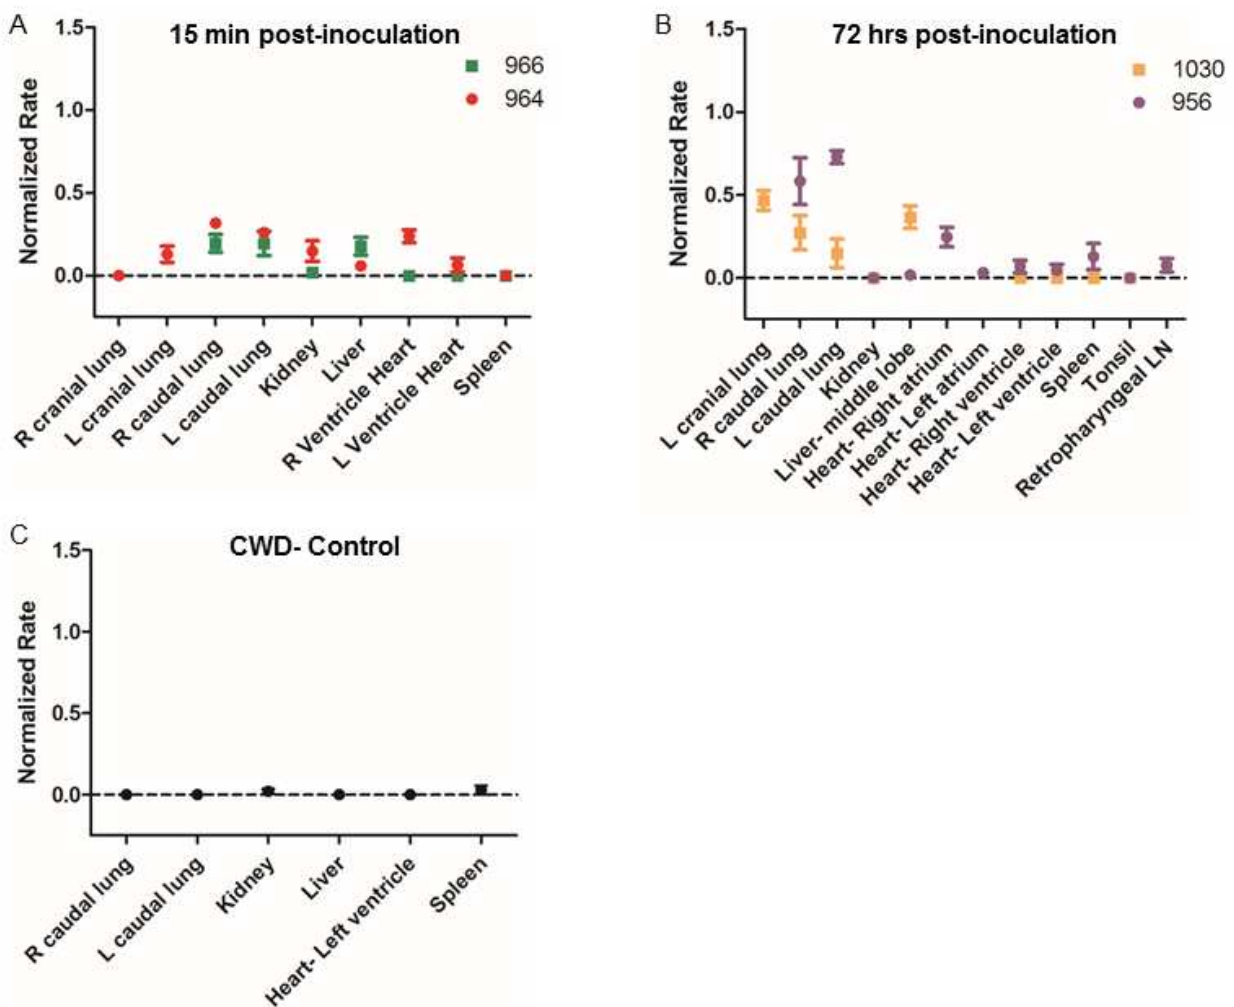 A
15 min post-inoculation
966
964
Normalized Rate
1.5
1.0
0.5
0.0
R cranial lung
L cranial lung
R caudal lung
L caudal lung
Kidney
Liver
R Ventricle Heart
L Ventricle Heart
Spleen
B
72 hrs post-inoculation
1030
956
Normalized Rate
1.5
1.0
0.5
0.0
L cranial lung
R caudal lung
L caudal lung
Kidney
Liver- middle lobe
Heart- Right atrium
Heart- Left atrium
Heart- Right ventricle
Heart- Left ventricle
Spleen
Tonsil
Retropharyngeal LN
C
CWD- Control
Normalized Rate
1.5
1.0
0.5
0.0
R caudal lung
L caudal lung
Kidney
Liver
Heart- Left ventricle
Spleen